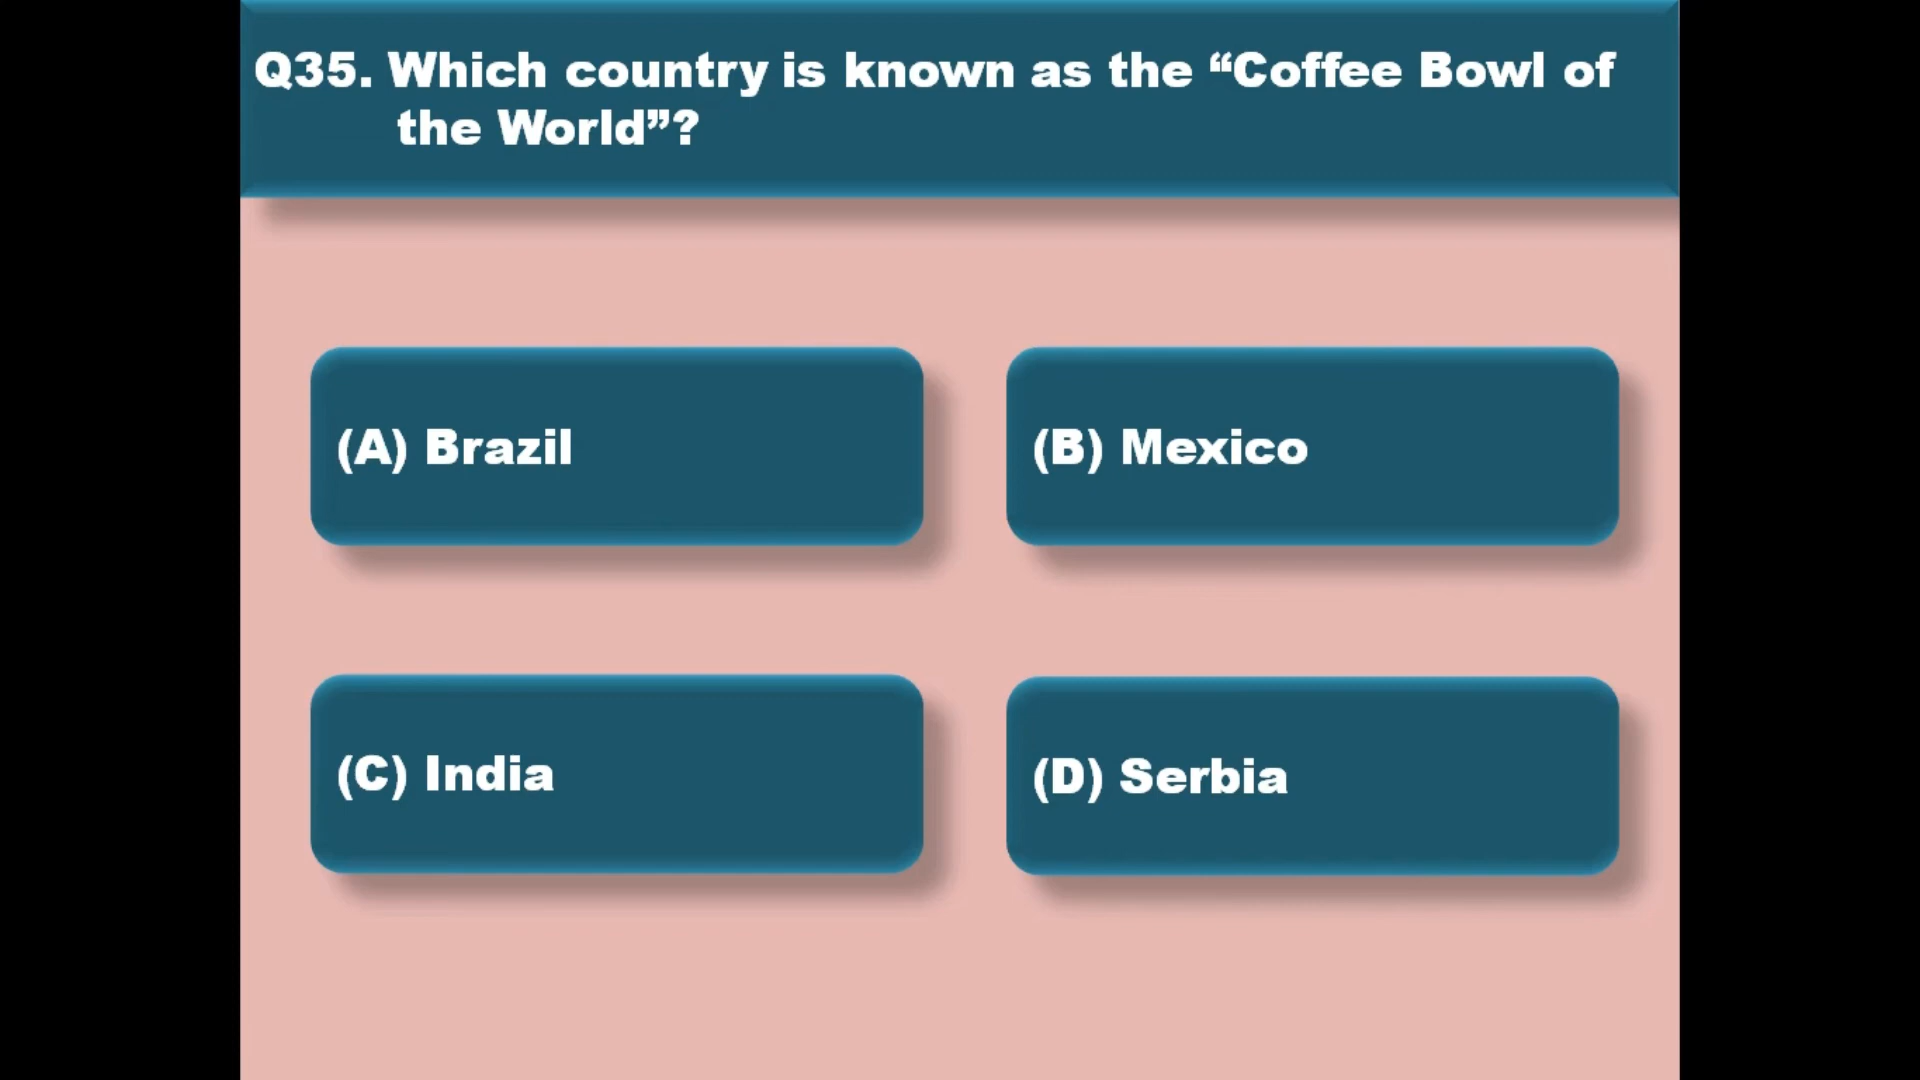 Q35. Which country is known as the “Coffee Bowl of
the World”?
(A) Brazil
(B) Mexico
(C) India
(D) Serbia